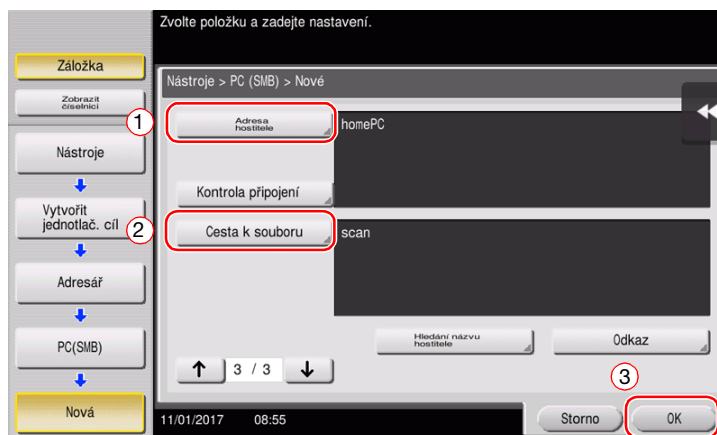 Zvolte položku a zadejte nastavení.
Záložka
Zobrazit
číselnici
Nástroje
Vytvořit
jednotlač. cíl
Adresář
PC(SMB)
Nová
Nástroje > PC (SMB) > Nové
1
Adresa
hostitele
homePC
Kontrola připojení
2
Cesta k souboru
scan
Hledání názvu
hostitele
Odkaz
3 / 3
3
11/01/2017 08:55
Storno
OK